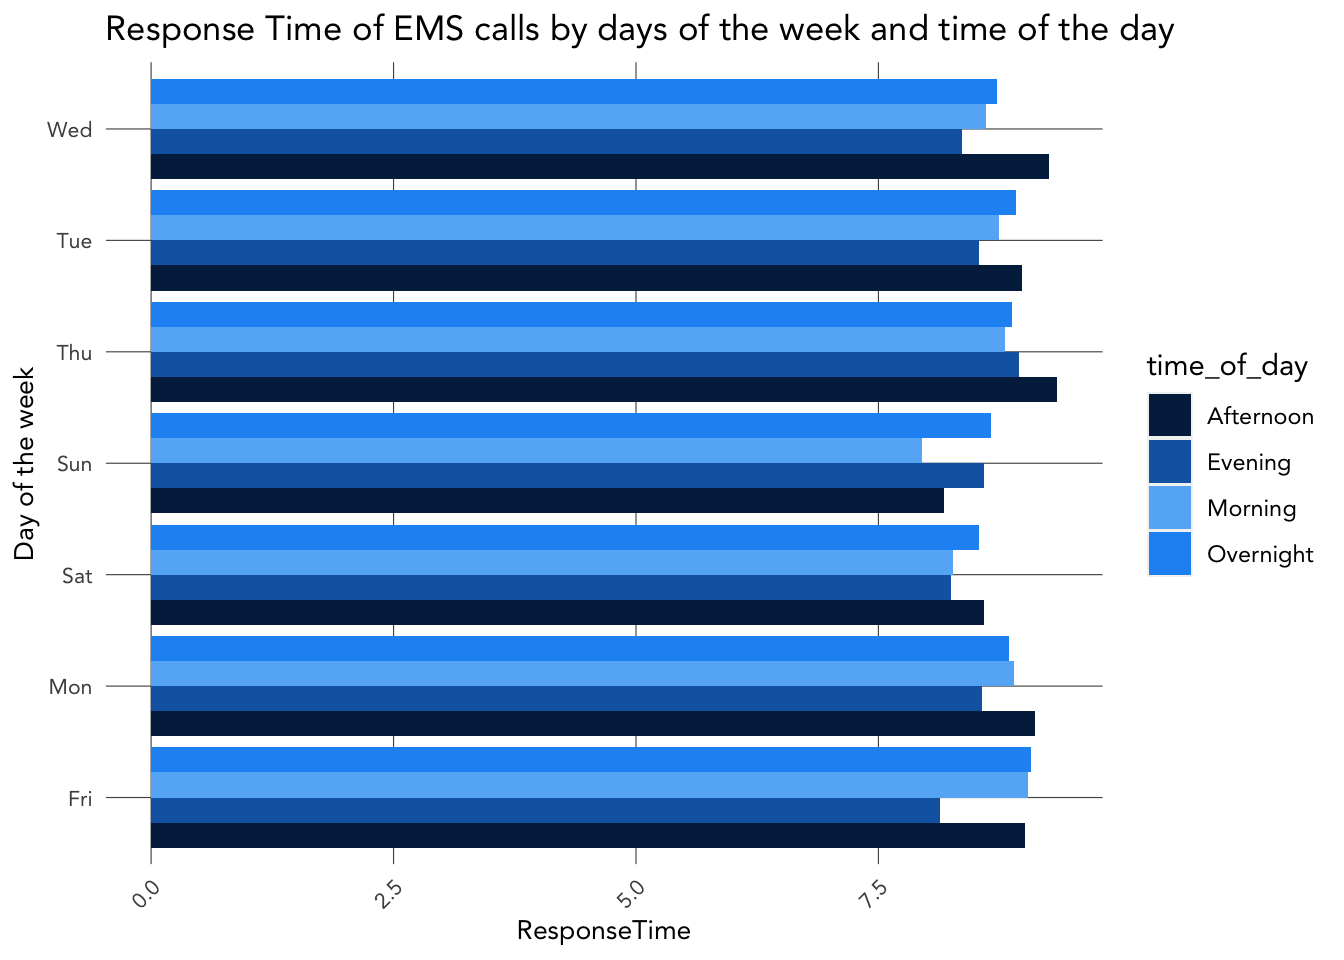 Response Time of EMS calls by days of the week and time of the day
Day of the week
Wed
Tue
Thu
Sun
Sat
Mon
Fri
0.0
2.5
5.0
7.5
ResponseTime
time_of_day
Afternoon
Evening
Morning
Overnight